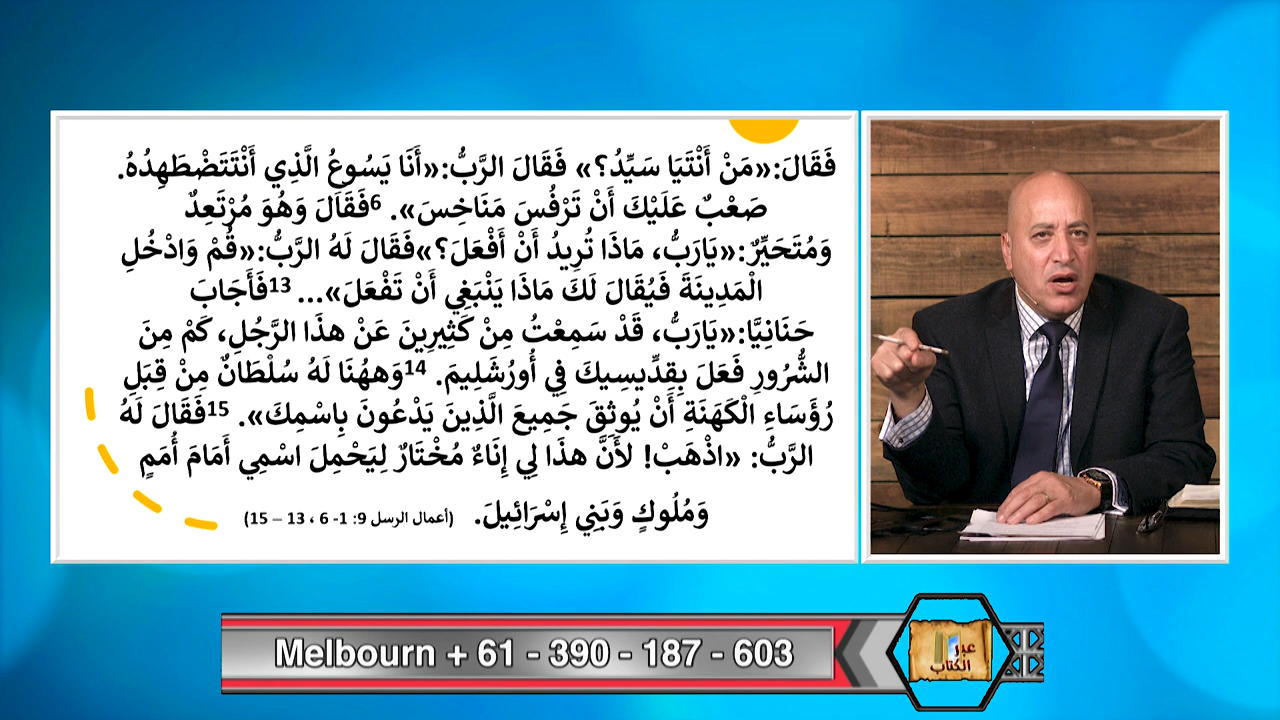 فَقَالَ:«مَنْ أَنْتَيَا سَيِّدُ؟» فَقَالَ الرَّبُّ:«أَنَا يَسُوعُ الَّذِي أَنْتَتَضْطَهِدُهُ.
صَعْبٌ عَلَيْكَ أَنْ تَرْفُسَ مَنَاخِسَ». 6فَقَاَلَ وَهُوَ مُرْتَعِدٌ
وَمُتَحَيِّرٌ:«يَارَبُّ، مَاذَا تُرِيدُ أَنْ أَفْعَلَ؟»فَقَالَ لَهُ الرَّبُّ:«قُمْ وَادْخُلِ
الْمَدِينَةَ فَيُقَالَ لَكَ مَاذَا يَنْبَغِي أَنْ تَفْعَلَ»... 13فَأَجَابَ
حَنَانِيَّا:«يَارَبُّ، قَدْ سَمِعْتُ مِنْ كَثِيرِينَ عَنْ هذَا الرَّجُلِ، كَمْ مِنَ
الشُّرُورِ فَعَلَ بِقِدِّيسِيكَ فِي أُورُشَلِيمَ. 14وَههُنَا لَهُ سُلْطَانٌ مِنْ قِبَلِ
رُؤَسَاءِ الْكَهَنَةِ أَنْ يُوثِقَ جَمِيعَ الَّذِينَ يَدْعُونَ بِاسْمِكَ». 15فَقَالَ لَهُ
الرَّبُّ: «اذْهَبْ! لأَنَّ هذَا لِي إِنَاءٌ مُخْتَارٌ لِيَحْمِلَ اسْمِي أَمَامَ أُمَمٍ
وَمُلُوكٍ وَبَنِي إِسْرَائِيلَ. (أعمال الرسل 9: 1- 6 ، 13 – 15)
Melbourn + 61 - 390 - 187 - 603
عبر
الكتاب